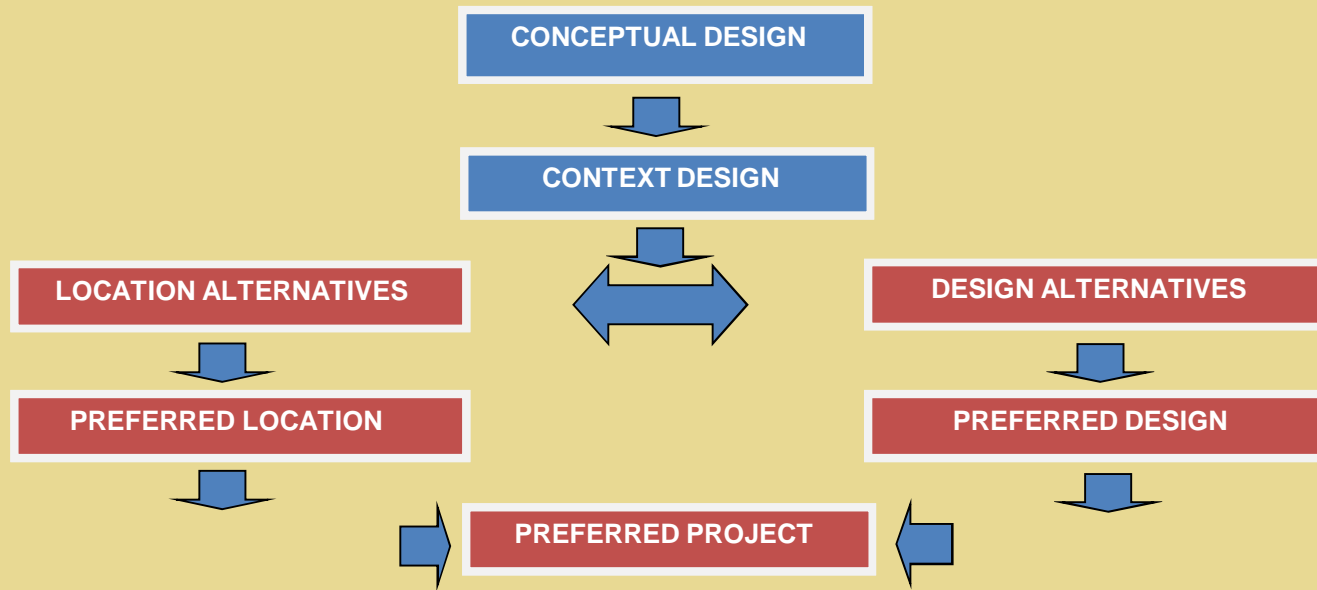 CONCEPTUAL DESIGN
CONTEXT DESIGN
LOCATION ALTERNATIVES
DESIGN ALTERNATIVES
PREFERRED LOCATION
PREFERRED DESIGN
PREFERRED PROJECT